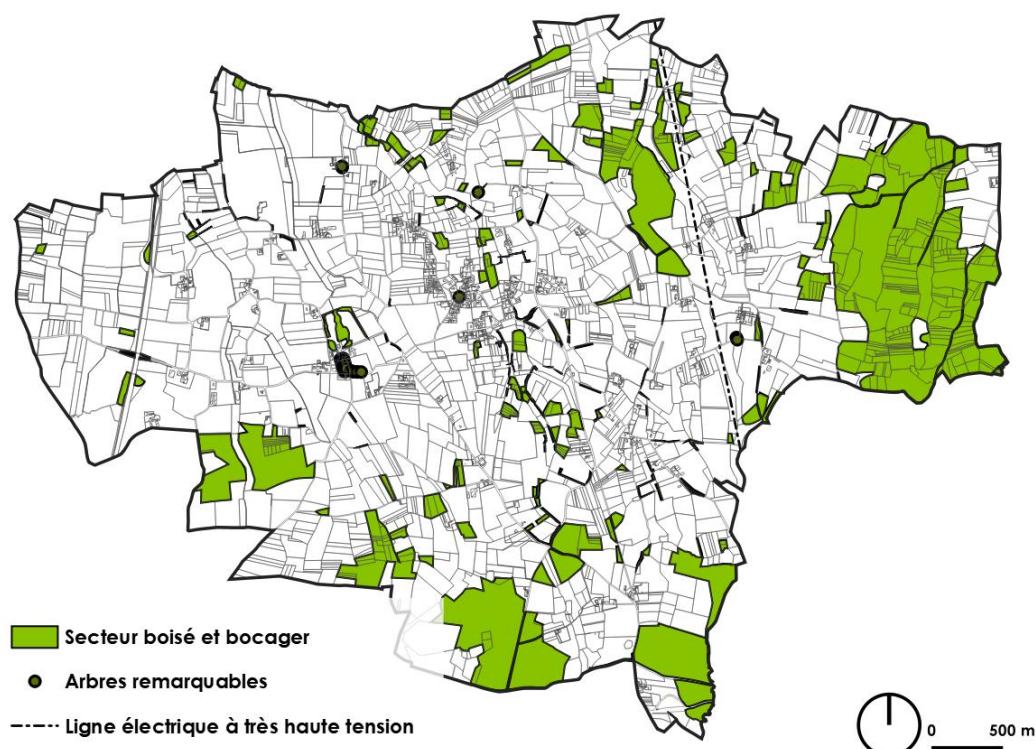 Secteur boisé et bocager
Arbres remarquables
Ligne électrique à très haute tension
0 500 m